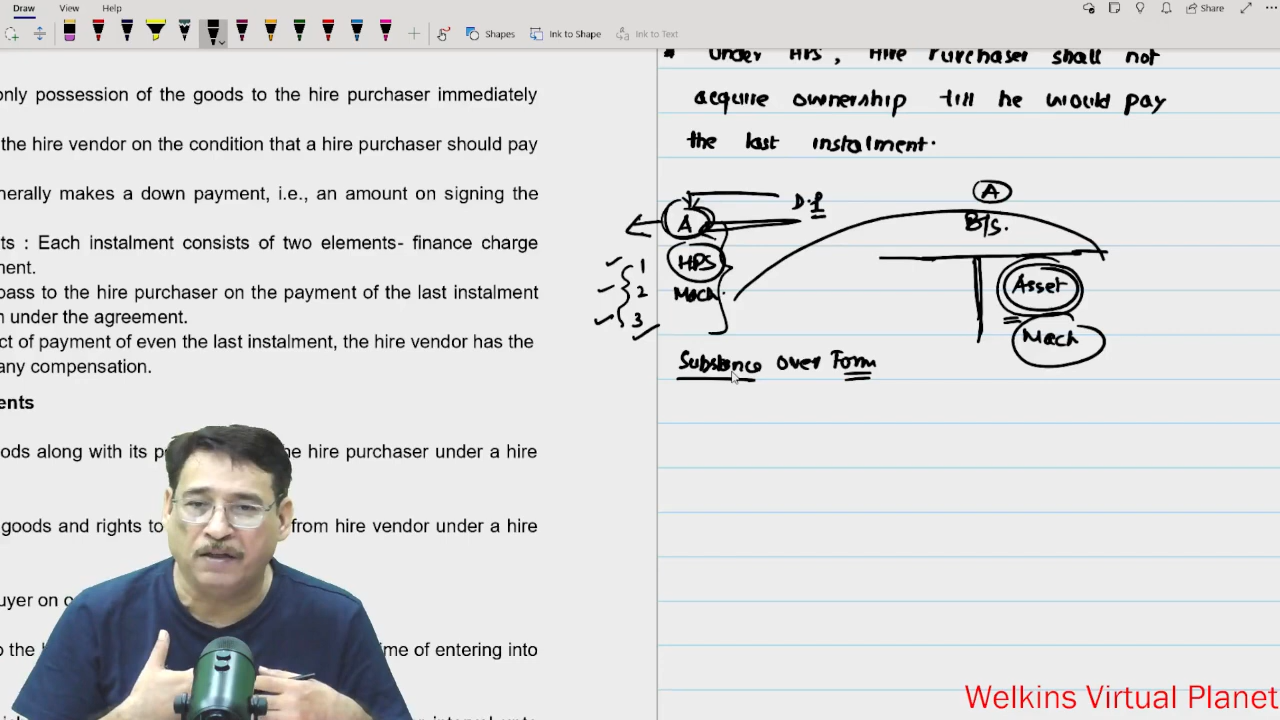 Draw View Help Share
Shapes Ink to Shape Ink to Text
only possession of the goods to the hire purchaser immediately
the hire vendor on the condition that a hire purchaser should pay
nerally makes a down payment, i.e., an amount on signing the
ts : Each instalment consists of two elements- finance charge
ment.
pass to the hire purchaser on the payment of the last instalment
n under the agreement.
ct of payment of even the last instalment, the hire vendor has the
any compensation.
ents
ods along with its the hire purchaser under a hire
goods and rights to from hire vendor under a hire
uyer on
o the me of entering into
Under HPS, Hire Purchaser shall not
acquire ownership till he would pay
the last instalment.
D.P
A
HPS
Mach.
1
2
3
A
B/S.
Asset
Mach
Substance over Form
Welkins Virtual Planet